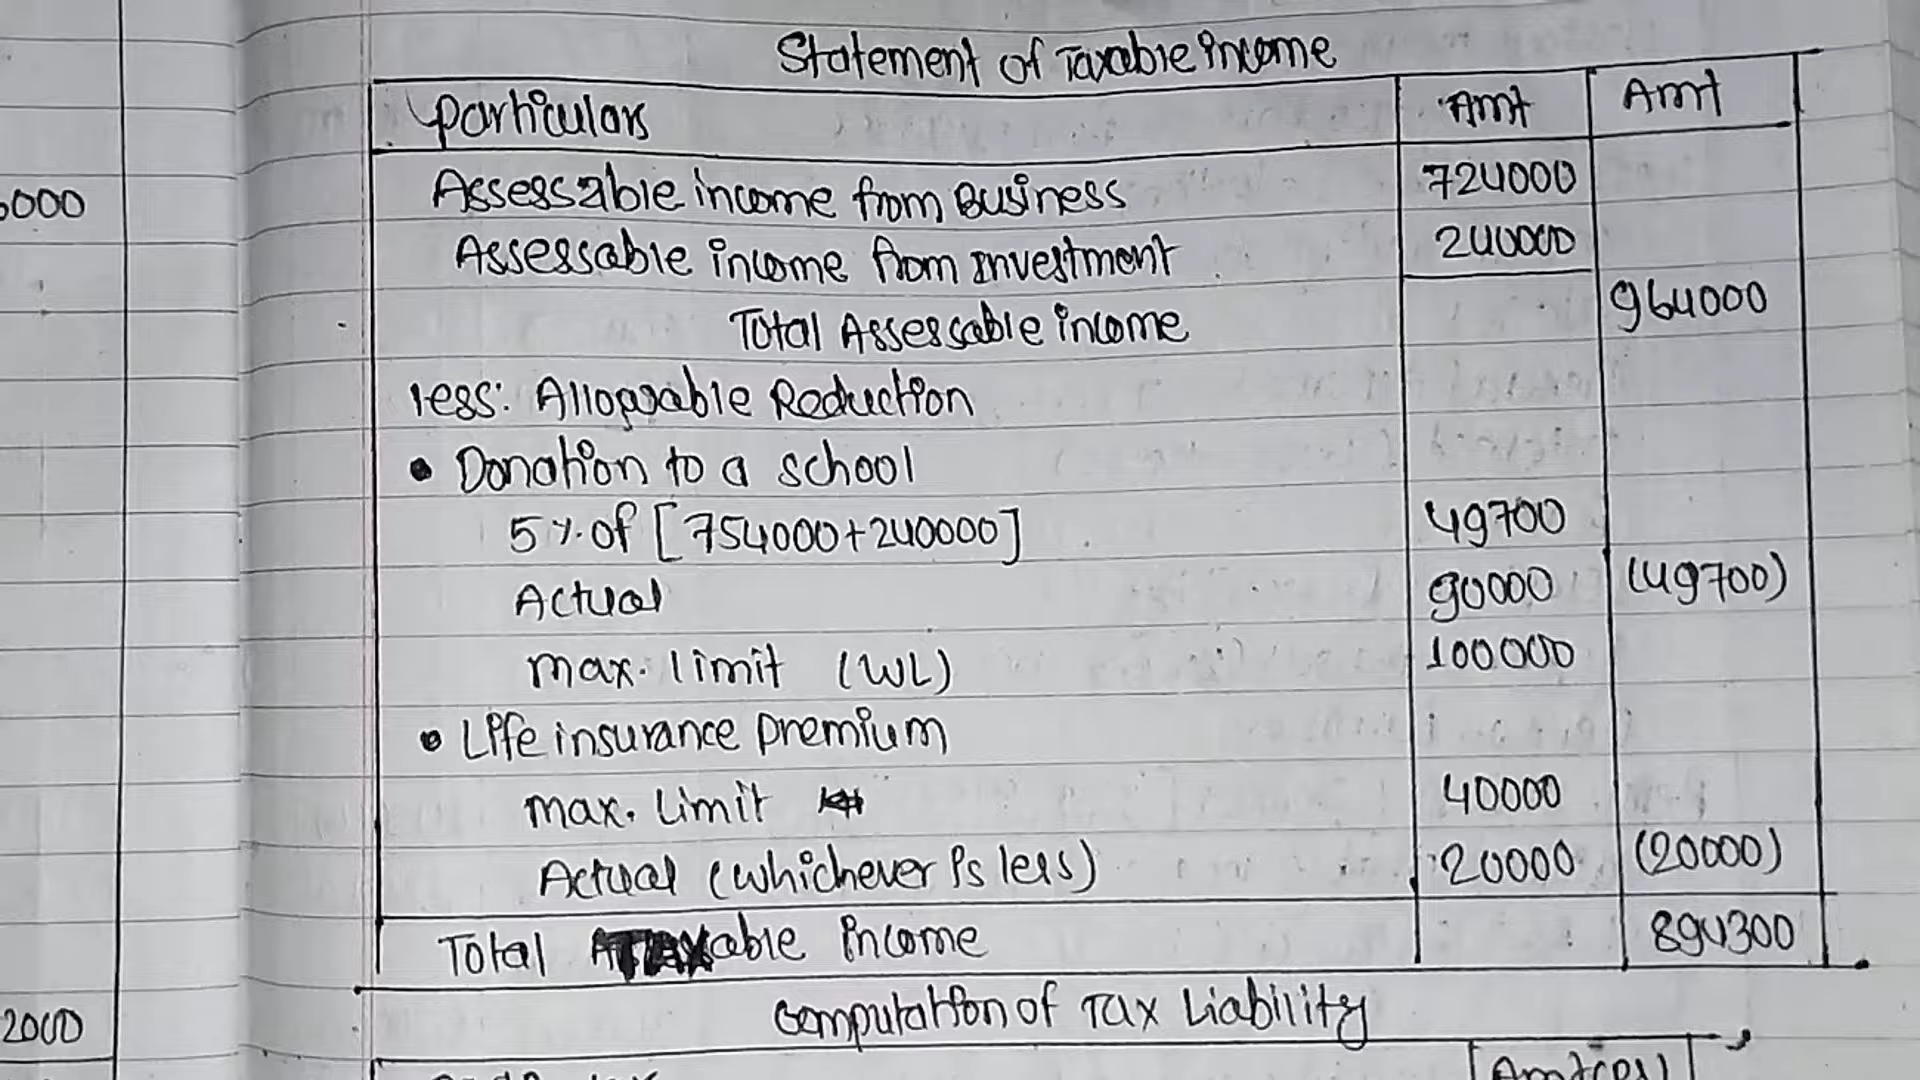 Statement of Taxable income
particulars Amt Amt
Assessable income from Business 724000
000
Assessable income from Investment 240000
Total Assessable income 964000
less: Allowable Reduction
• Donation to a school
5% of [754000+240000] 49700
Actual 90000 (49700)
max. limit (WL) 100000
• Life insurance premium
max. Limit 40000
Actual (whichever is less) 20000 (20000)
Total Taxable income 894300
Computation of Tax Liability
2000